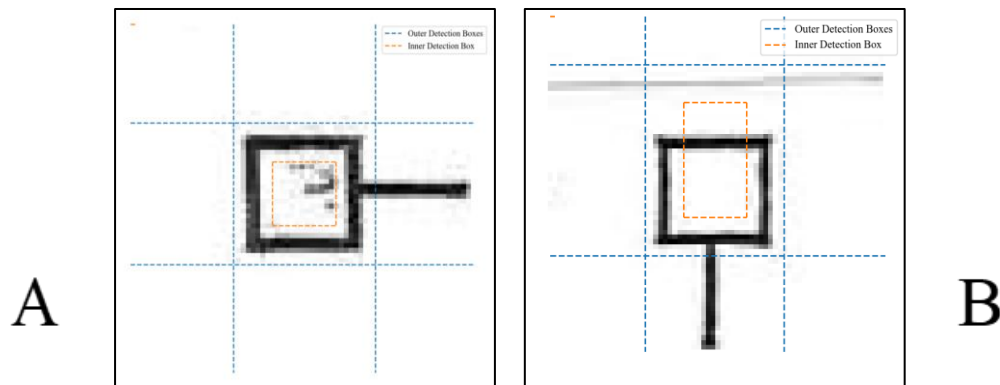 Outer Detection Boxes
Inner Detection Box
Outer Detection Boxes
Inner Detection Box
A
B